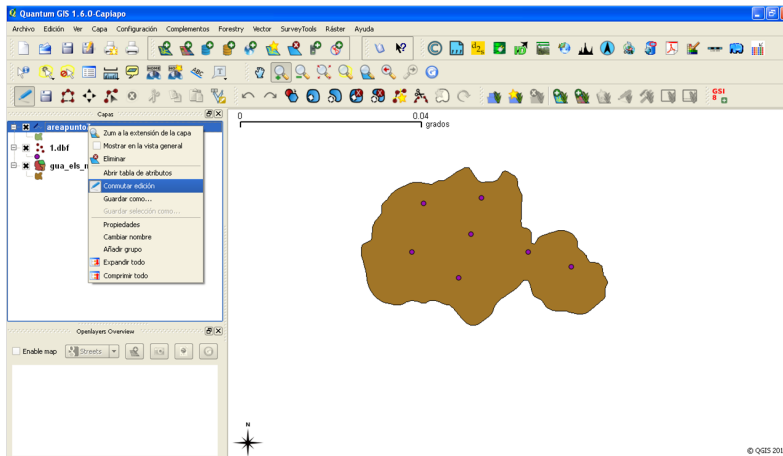 Quantum GIS 1.6.0-Capiapo
Archivo Edición Ver Capa Configuración Complementos Forestry Vector SurveyTools Ráster Ayuda
GSI
8
Capas
areapunto
1.dbf
gua_els_m
Zum a la extensión de la capa
Mostrar en la vista general
Eliminar
Abrir tabla de atributos
Conmutar edición
Guardar como...
Guardar selección como...
Propiedades
Cambiar nombre
Añadir grupo
Expandir todo
Comprimir todo
0 0.04
grados
Openlayers Overview
Enable map Streets
N
© QGIS 201